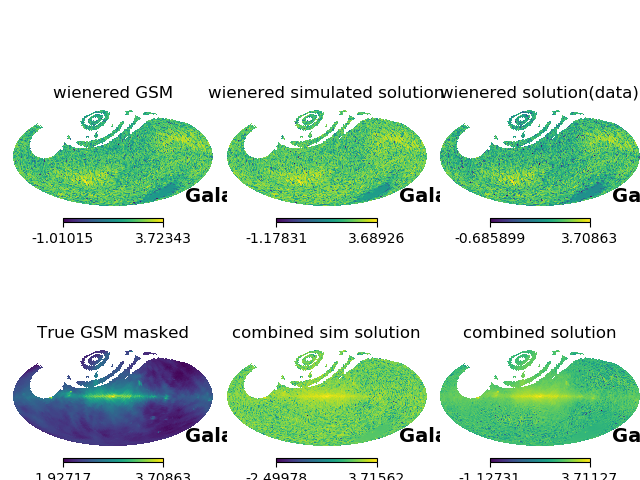 wienered GSM
wienered simulated solution
wienered solution(data)
Gala
Gala
Ga
-1.01015 3.72343
-1.17831 3.68926
-0.685899 3.70863
True GSM masked
combined sim solution
combined solution
Gala
Gala
Ga
1.92717 3.70863
-2.49978 3.71562
-1.12731 3.71127